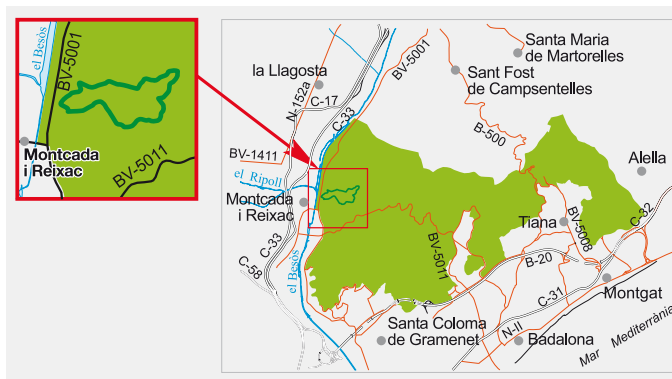 el Besòs
BV-5001
Montcada
i Reixac
BV-5011
Santa Maria
de Martorelles
la Llagosta
BV-5001
Sant Fost
de Campsentelles
N-152a
C-17
C-33
B-500
BV-1411
el Ripoll
Alella
Montcada
i Reixac
Tiana
BV-5008
C-32
C-33
C-58
el Besòs
BV-5011
B-20
C-31
Montgat
Santa Coloma
de Gramenet
N-II
Badalona
Mar Mediterràni